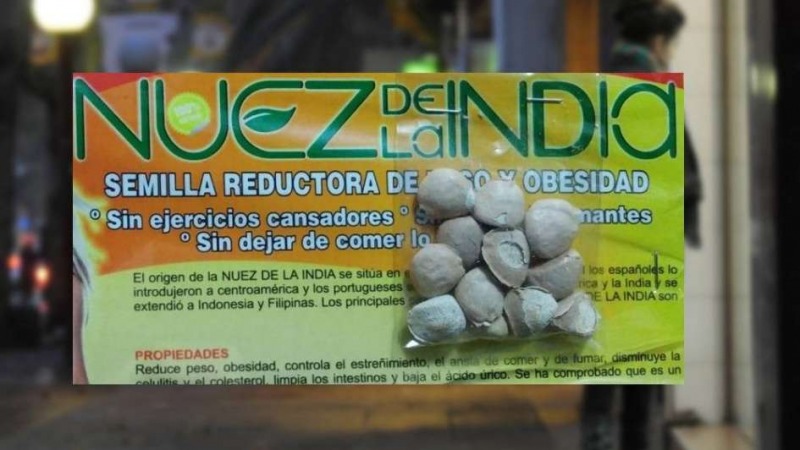 NUEZ DE LA INDIA
100%
SEMILLA REDUCTORA DE PESO Y OBESIDAD
° Sin ejercicios cansadores °
° Sin dejar de comer lo
El origen de la NUEZ DE LA INDIA se sitúa en los españoles lo
introdujeron a centroamérica y los portugueses y la India y se
extendió a Indonesia y Filipinas. Los principales DE LA INDIA son
PROPIEDADES
Reduce peso, obesidad, controla el estreñimiento, el ansia de comer y de fumar, disminuye la
celulitis y el colesterol, limpia los intestinos y baja el ácido úrico. Se ha comprobado que es un